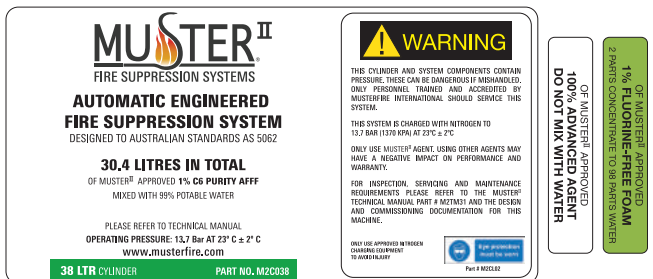 MUSTER II
FIRE SUPPRESSION SYSTEMS
AUTOMATIC ENGINEERED
FIRE SUPPRESSION SYSTEM
DESIGNED TO AUSTRALIAN STANDARDS AS 5062
30.4 LITRES IN TOTAL
OF MUSTER II APPROVED 1% C6 PURITY AFFF
MIXED WITH 99% POTABLE WATER
PLEASE REFER TO TECHNICAL MANUAL
OPERATING PRESSURE: 13.7 Bar AT 23° C ± 2° C
www.musterfire.com
38 LTR CYLINDER PART NO. M2C038
WARNING
THIS CYLINDER AND SYSTEM COMPONENTS CONTAIN
PRESSURE, THESE CAN BE DANGEROUS IF MISHANDLED.
ONLY PERSONNEL TRAINED AND ACCREDITED BY
MUSTERFIRE INTERNATIONAL SHOULD SERVICE THIS
SYSTEM.
THIS SYSTEM IS CHARGED WITH NITROGEN TO
13.7 BAR (1370 KPA) AT 23°C ± 2°C
ONLY USE MUSTER II AGENT. USING OTHER AGENTS MAY
HAVE A NEGATIVE IMPACT ON PERFORMANCE AND
WARRANTY.
FOR INSPECTION, SERVICING AND MAINTENANCE
REQUIREMENTS PLEASE REFER TO THE MUSTER II
TECHNICAL MANUAL PART # M2TM31 AND THE DESIGN
AND COMMISSIONING DOCUMENTATION FOR THIS
MACHINE.
ONLY USE APPROVED NITROGEN
CHARGING EQUIPMENT
TO AVOID INJURY
Eye protection
must be worn
Part # M2CL02
OF MUSTER II APPROVED
100% ADVANCED AGENT
DO NOT MIX WITH WATER
OF MUSTER II APPROVED
1% FLUORINE-FREE FOAM
2 PARTS CONCENTRATE TO 98 PARTS WATER